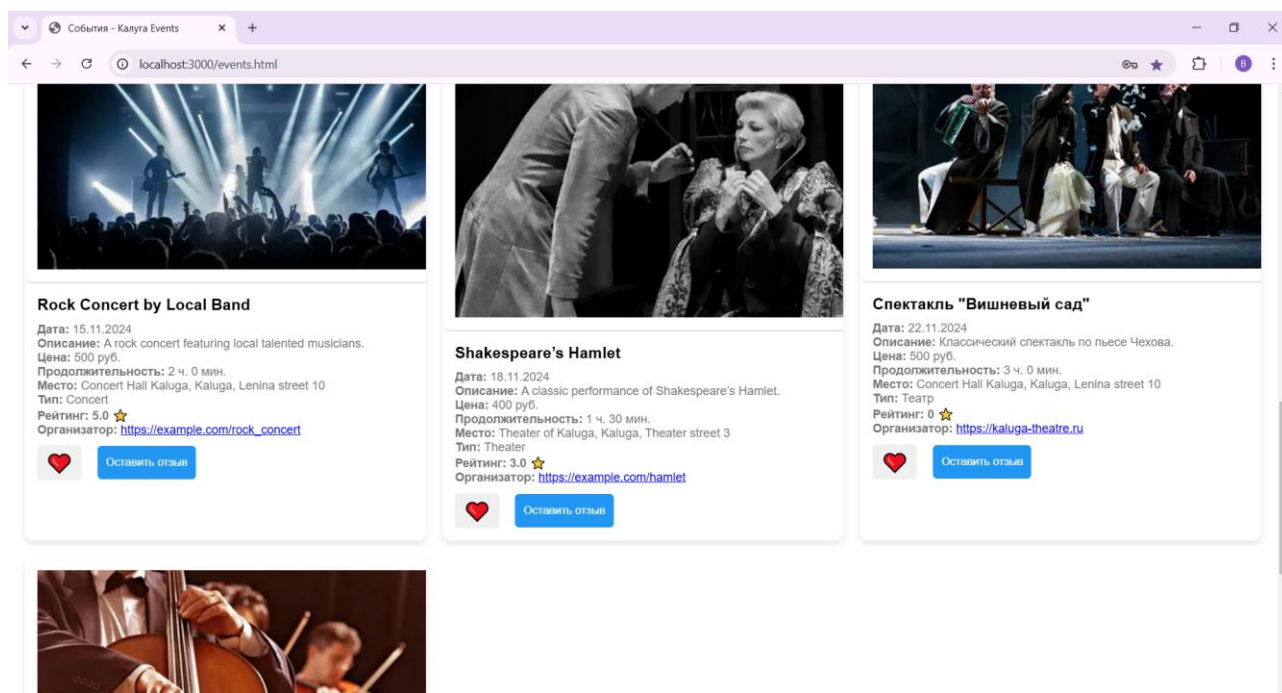 События - Калуга Events
localhost:3000/events.html
B
Rock Concert by Local Band
Дата: 15.11.2024
Описание: A rock concert featuring local talented musicians.
Цена: 500 руб.
Продолжительность: 2 ч. 0 мин.
Место: Concert Hall Kaluga, Kaluga, Lenina street 10
Тип: Concert
Рейтинг: 5.0
Организатор: https://example.com/rock_concert
Оставить отзыв
Shakespeare’s Hamlet
Дата: 18.11.2024
Описание: A classic performance of Shakespeare’s Hamlet.
Цена: 400 руб.
Продолжительность: 1 ч. 30 мин.
Место: Theater of Kaluga, Kaluga, Theater street 3
Тип: Theater
Рейтинг: 3.0
Организатор: https://example.com/hamlet
Оставить отзыв
Спектакль "Вишневый сад"
Дата: 22.11.2024
Описание: Классический спектакль по пьесе Чехова.
Цена: 500 руб.
Продолжительность: 3 ч. 0 мин.
Место: Concert Hall Kaluga, Kaluga, Lenina street 10
Тип: Театр
Рейтинг: 0
Организатор: https://kaluga-theatre.ru
Оставить отзыв